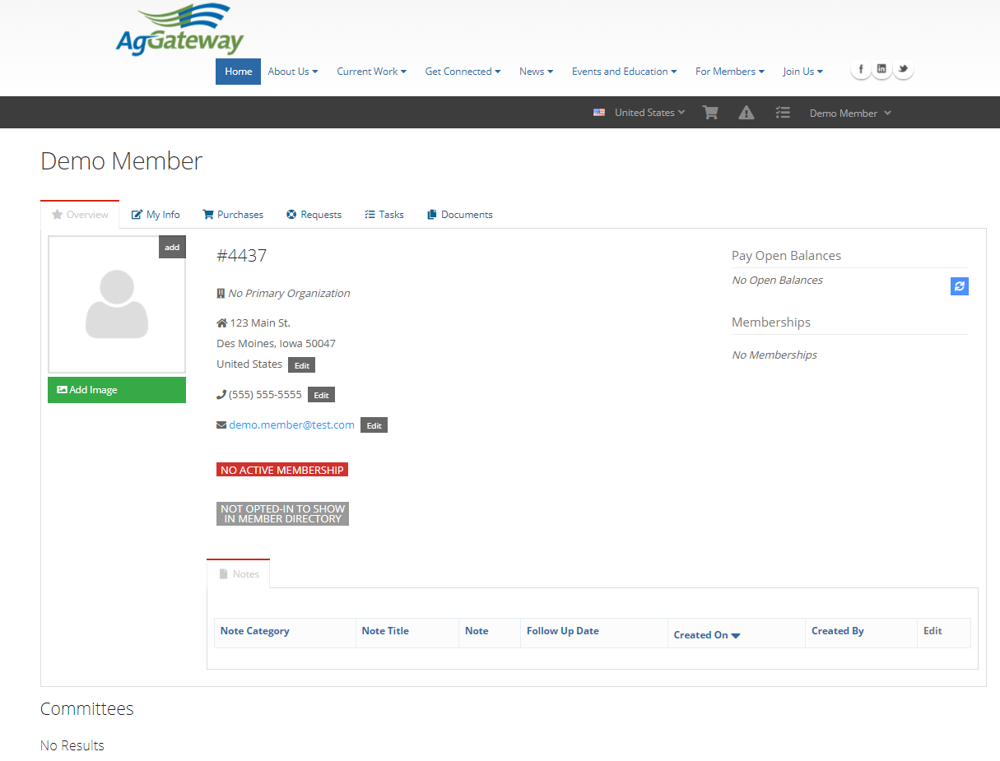 AgGateway
Home About Us Current Work Get Connected News Events and Education For Members Join Us
United States Demo Member
Demo Member
Overview My Info Purchases Requests Tasks Documents
add
Add Image
#4437
No Primary Organization
123 Main St.
Des Moines, Iowa 50047
United States Edit
(555) 555-5555 Edit
demo.member@test.com Edit
NO ACTIVE MEMBERSHIP
NOT OPTED-IN TO SHOW
IN MEMBER DIRECTORY
Pay Open Balances
No Open Balances
Memberships
No Memberships
Notes
Note Category Note Title Note Follow Up Date Created On Created By Edit
Committees
No Results